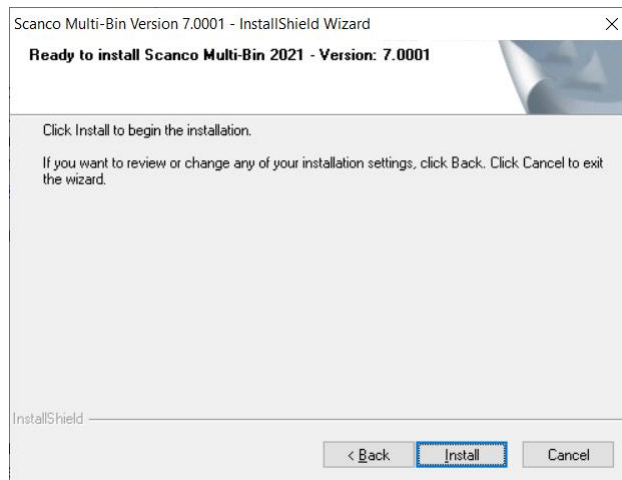 Scanco Multi-Bin Version 7.0001 - InstallShield Wizard
Ready to install Scanco Multi-Bin 2021 - Version: 7.0001
Click Install to begin the installation.
If you want to review or change any of your installation settings, click Back. Click Cancel to exit
the wizard.
InstallShield
< Back Install Cancel